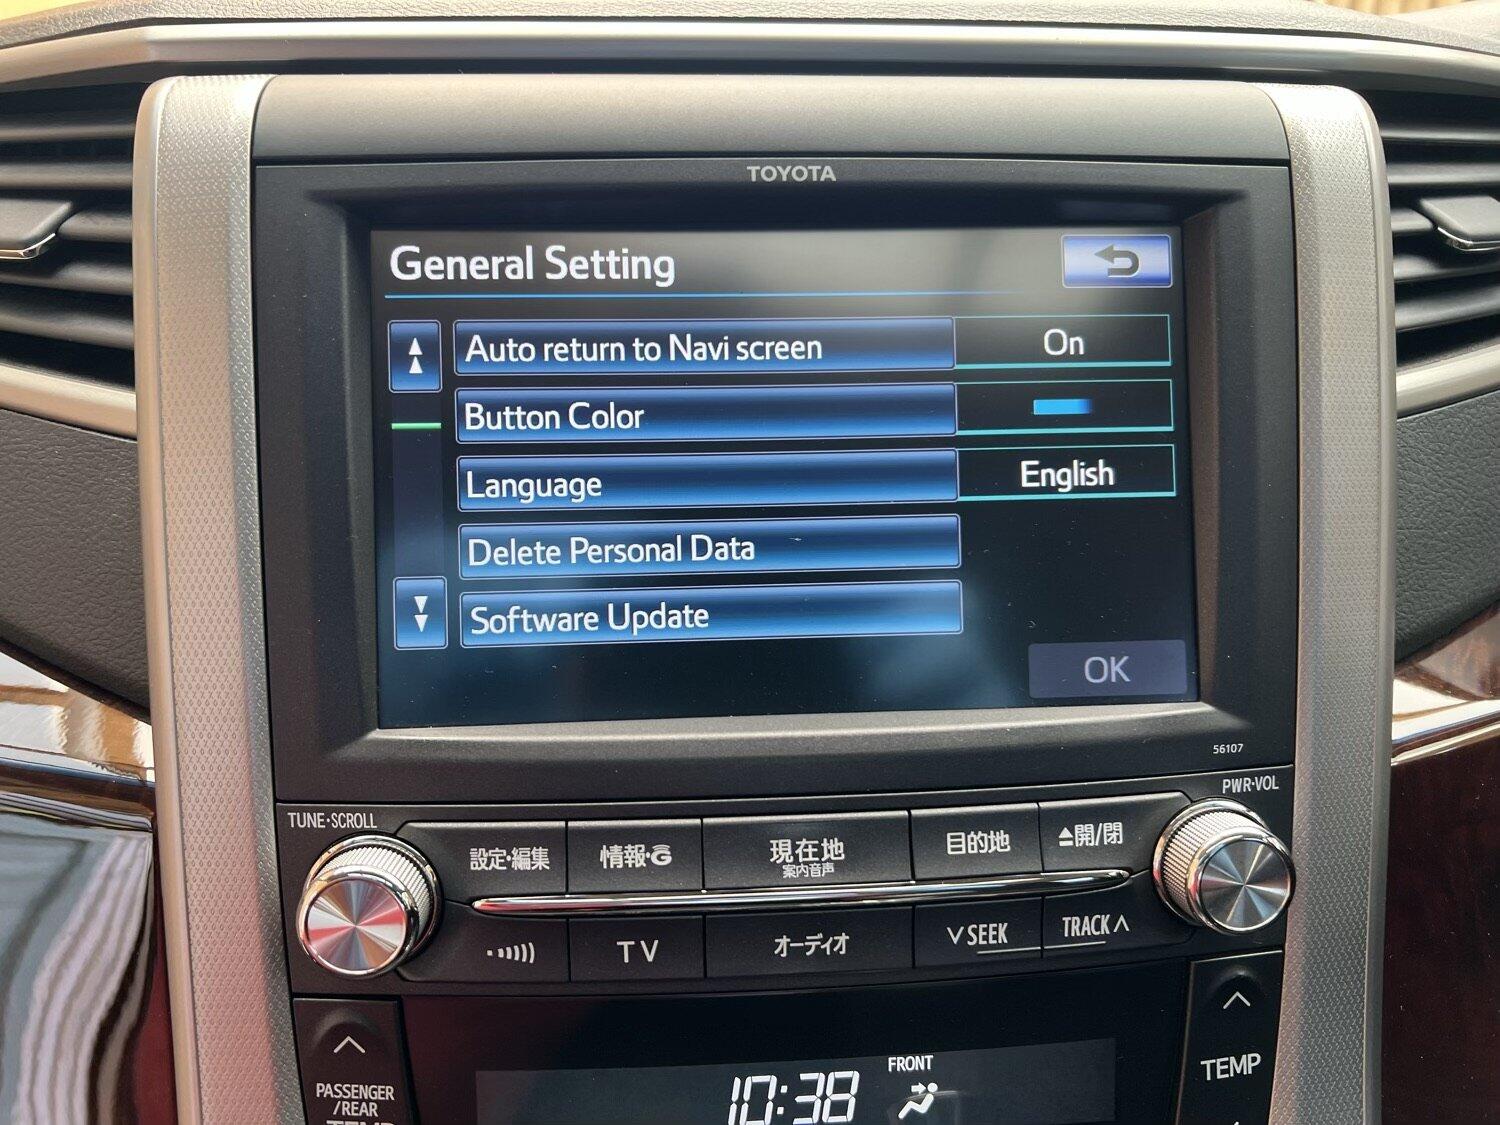 TOYOTA
General Setting
Auto return to Navi screen On
Button Color
Language English
Delete Personal Data
Software Update
OK
56107
TUNE·SCROLL
PWR·VOL
設定・編集
情報・G
現在地
案内音声
目的地
⏏開/閉
TV
オーディオ
∨ SEEK
TRACK ∧
PASSENGER
/REAR
TEMP
10:38
FRONT
TEMP